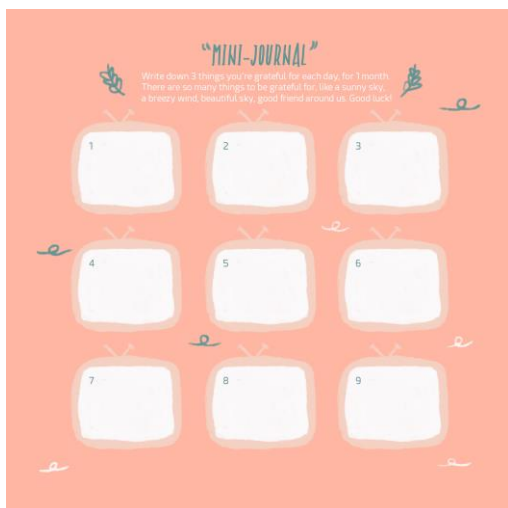 "MINI-JOURNAL"
Write down 3 things you're grateful for each day, for 1 month.
There are so many things to be grateful for, like a sunny sky,
a breezy wind, beautiful sky, good friend around us. Good luck!
1
2
3
4
5
6
7
8
9